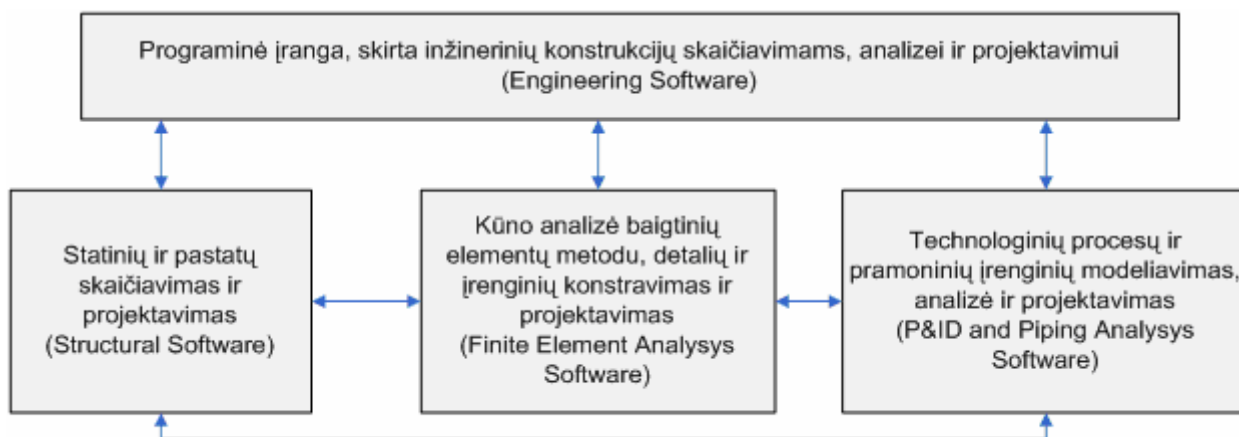 Programinė įranga, skirta inžinerinių konstrukcijų skaičiavimams, analizei ir projektavimui
(Engineering Software)
Statinių ir pastatų
skaičiavimas ir
projektavimas
(Structural Software)
Kūno analizė baigtinių
elementų metodu, detalių ir
įrenginių konstravimas ir
projektavimas
(Finite Element Analysys
Software)
Technologinių procesų ir
pramoninių įrenginių modeliavimas,
analizė ir projektavimas
(P&ID and Piping Analysys
Software)